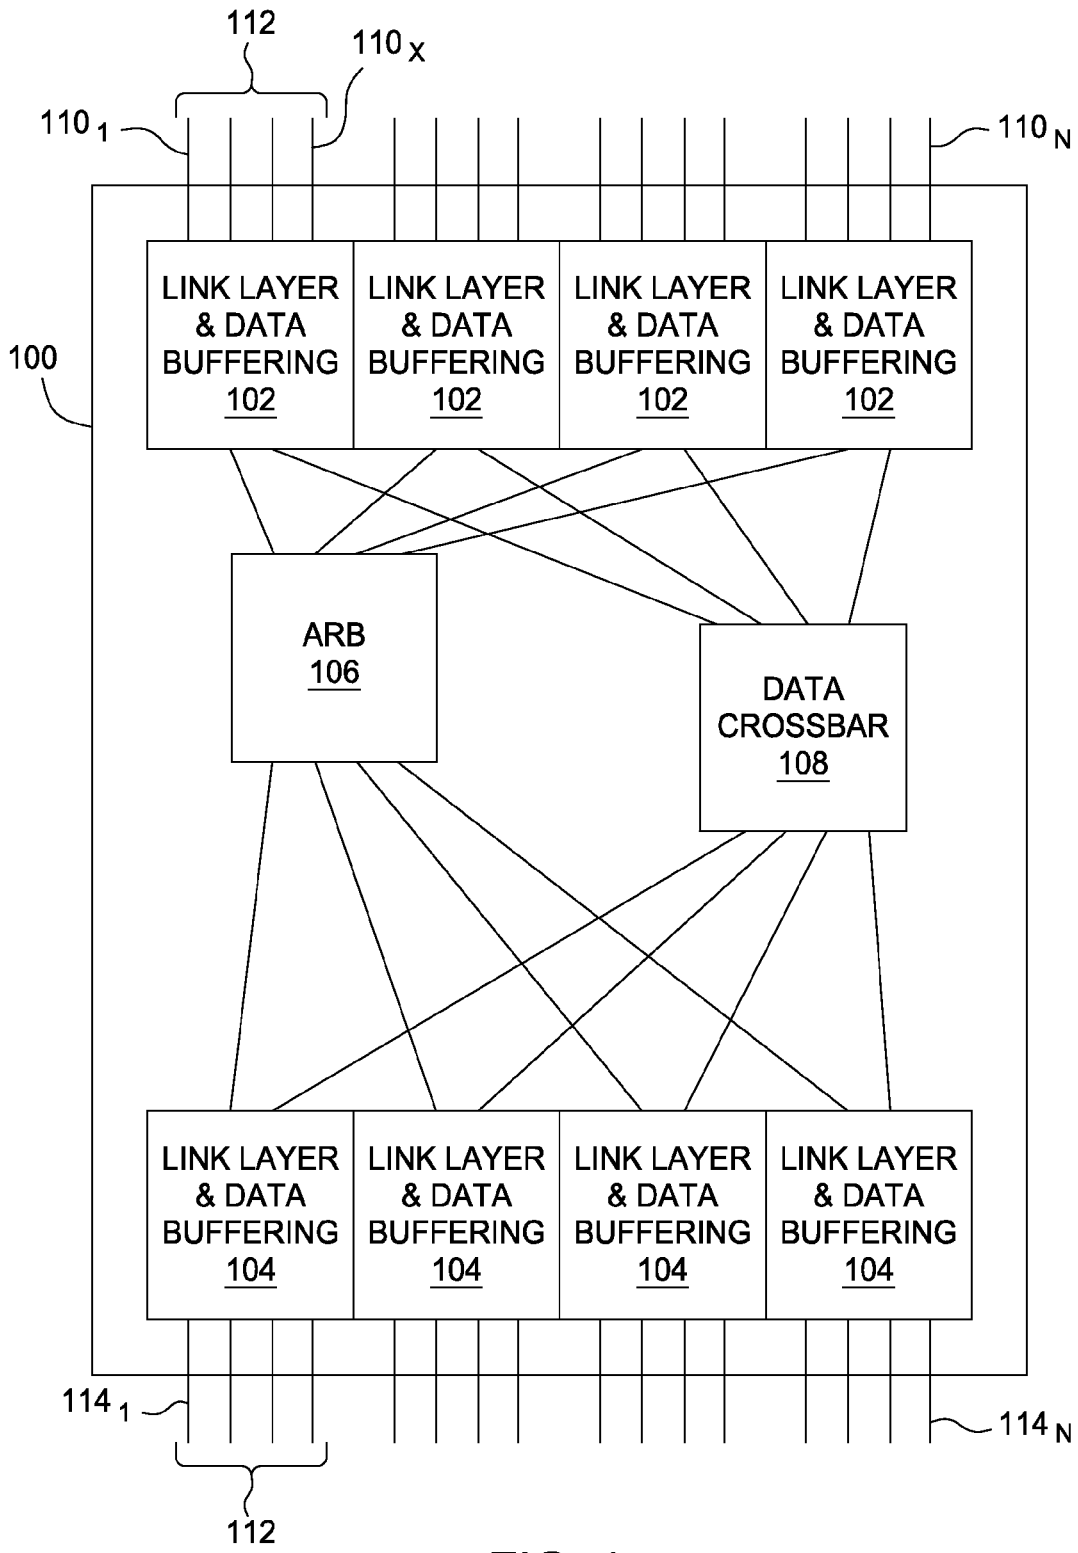 112
110 X
110 1
110 N
LINK LAYER & DATA BUFFERING 102
LINK LAYER & DATA BUFFERING 102
LINK LAYER & DATA BUFFERING 102
LINK LAYER & DATA BUFFERING 102
100
ARB
106
DATA
CROSSBAR
108
LINK LAYER & DATA BUFFERING 104
LINK LAYER & DATA BUFFERING 104
LINK LAYER & DATA BUFFERING 104
LINK LAYER & DATA BUFFERING 104
114 1
114 N
112